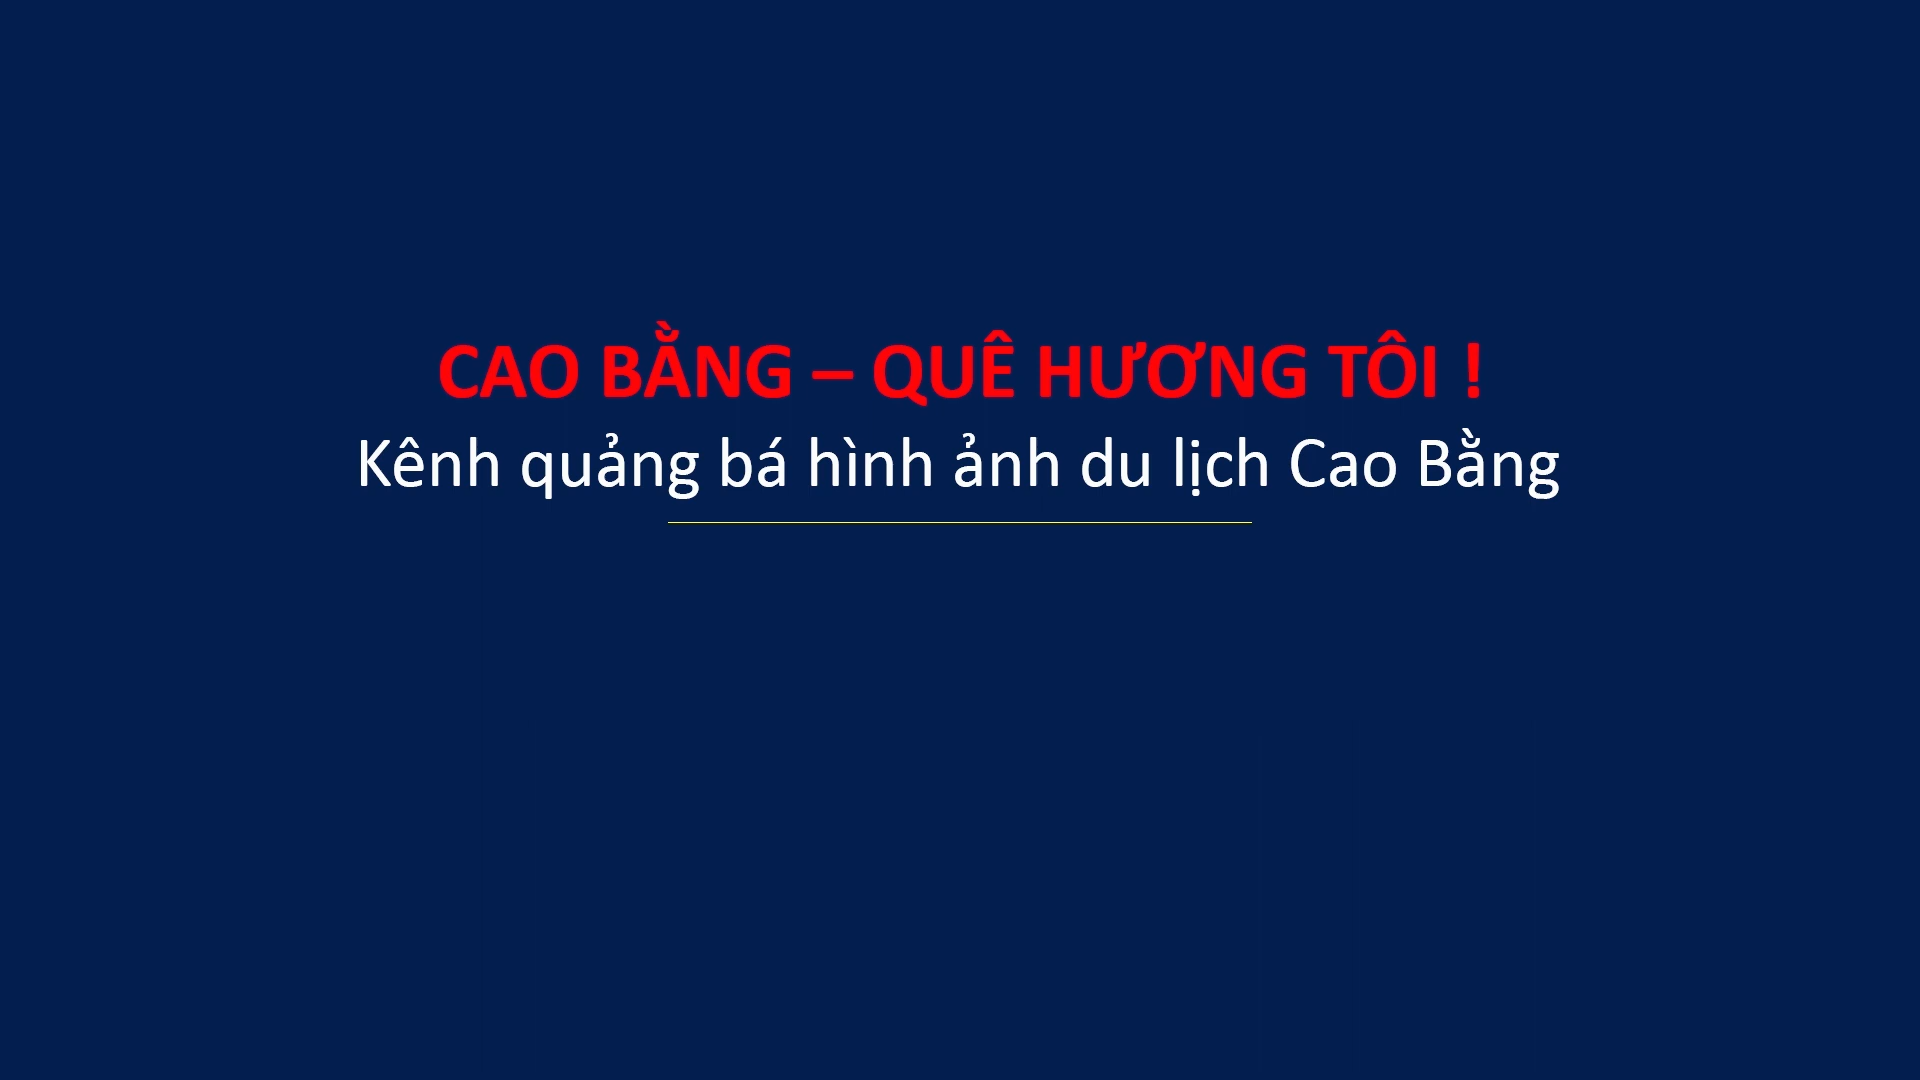 CAO BẰNG – QUÊ HƯƠNG TÔI !
Kênh quảng bá hình ảnh du lịch Cao Bằng